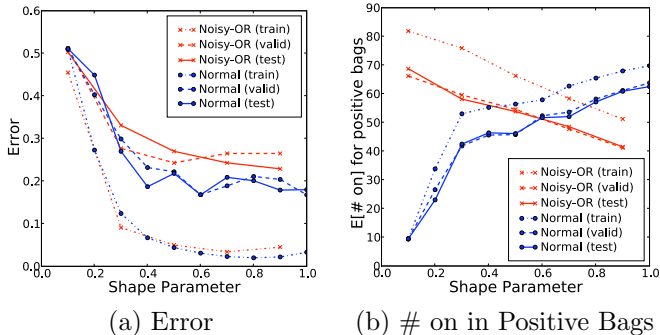 0.6
0.5
0.4
0.3
0.2
0.1
0.0
0.0 0.2 0.4 0.6 0.8 1.0
Error
Shape Parameter
Noisy-OR (train)
Noisy-OR (valid)
Noisy-OR (test)
Normal (train)
Normal (valid)
Normal (test)
(a) Error
90
80
70
60
50
40
30
20
10
0
0.0 0.2 0.4 0.6 0.8 1.0
E[# on] for positive bags
Shape Parameter
Noisy-OR (train)
Noisy-OR (valid)
Noisy-OR (test)
Normal (train)
Normal (valid)
Normal (test)
(b) # on in Positive Bags